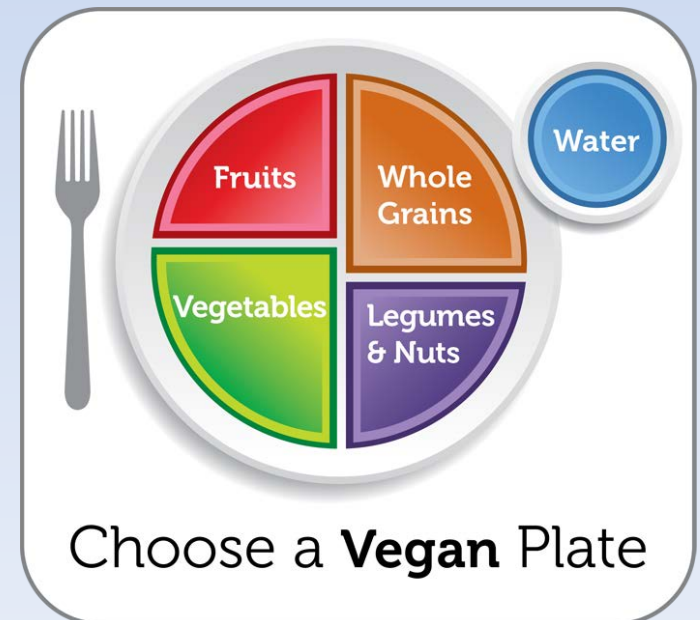 Fruits
Whole
Grains
Water
Vegetables
Legumes
& Nuts
Choose a Vegan Plate